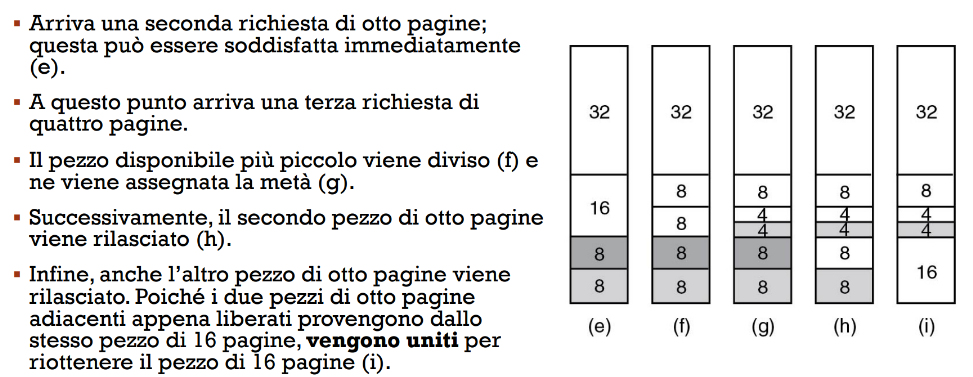 ▪ Arriva una seconda richiesta di otto pagine;
questa può essere soddisfatta immediatamente
(e).
▪ A questo punto arriva una terza richiesta di
quattro pagine.
▪ Il pezzo disponibile più piccolo viene diviso (f) e
ne viene assegnata la metà (g).
▪ Successivamente, il secondo pezzo di otto pagine
viene rilasciato (h).
▪ Infine, anche l'altro pezzo di otto pagine viene
rilasciato. Poiché i due pezzi di otto pagine
adiacenti appena liberati provengono dallo
stesso pezzo di 16 pagine, vengono uniti per
riottenere il pezzo di 16 pagine (i).
32 32 32 32 32
8 8 8 8
16
4 4 4
8
4 4 4
8 8 8 8
16
8 8 8 8
(e) (f) (g) (h) (i)